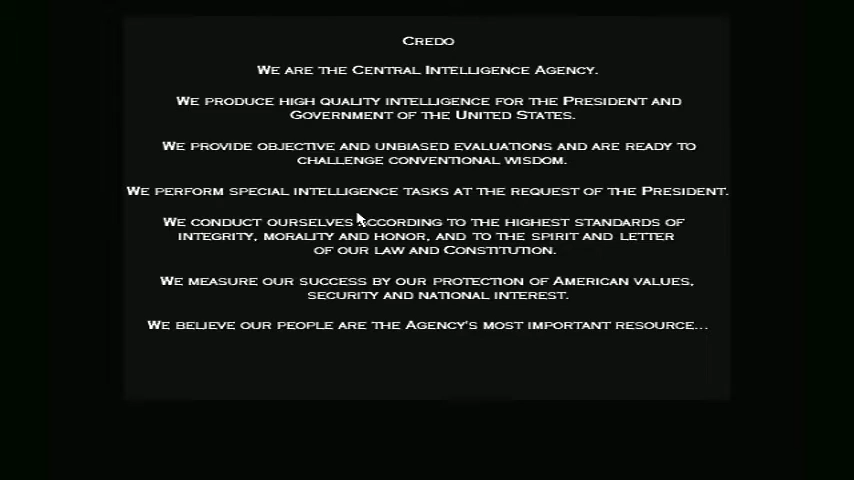 Credo
We are the Central Intelligence Agency.
We produce high quality intelligence for the President and
Government of the United States.
We provide objective and unbiased evaluations and are ready to
challenge conventional wisdom.
We perform special intelligence tasks at the request of the President.
We conduct ourselves according to the highest standards of
integrity, morality and honor, and to the spirit and letter
of our law and Constitution.
We measure our success by our protection of American values,
security and national interest.
We believe our people are the Agency's most important resource...